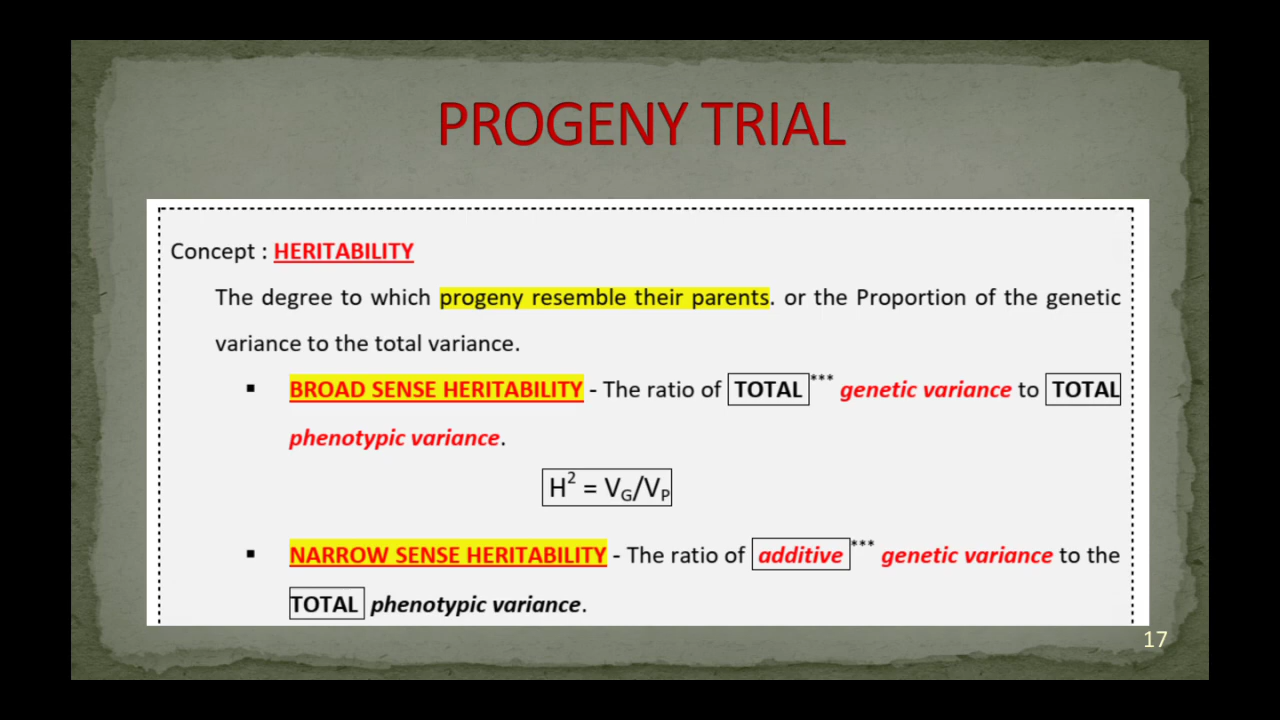 PROGENY TRIAL
Concept : HERITABILITY
The degree to which progeny resemble their parents. or the Proportion of the genetic
variance to the total variance.
▪ BROAD SENSE HERITABILITY - The ratio of TOTAL*** genetic variance to TOTAL
phenotypic variance.
H² = V_G/V_P
▪ NARROW SENSE HERITABILITY - The ratio of additive*** genetic variance to the
TOTAL phenotypic variance.
17